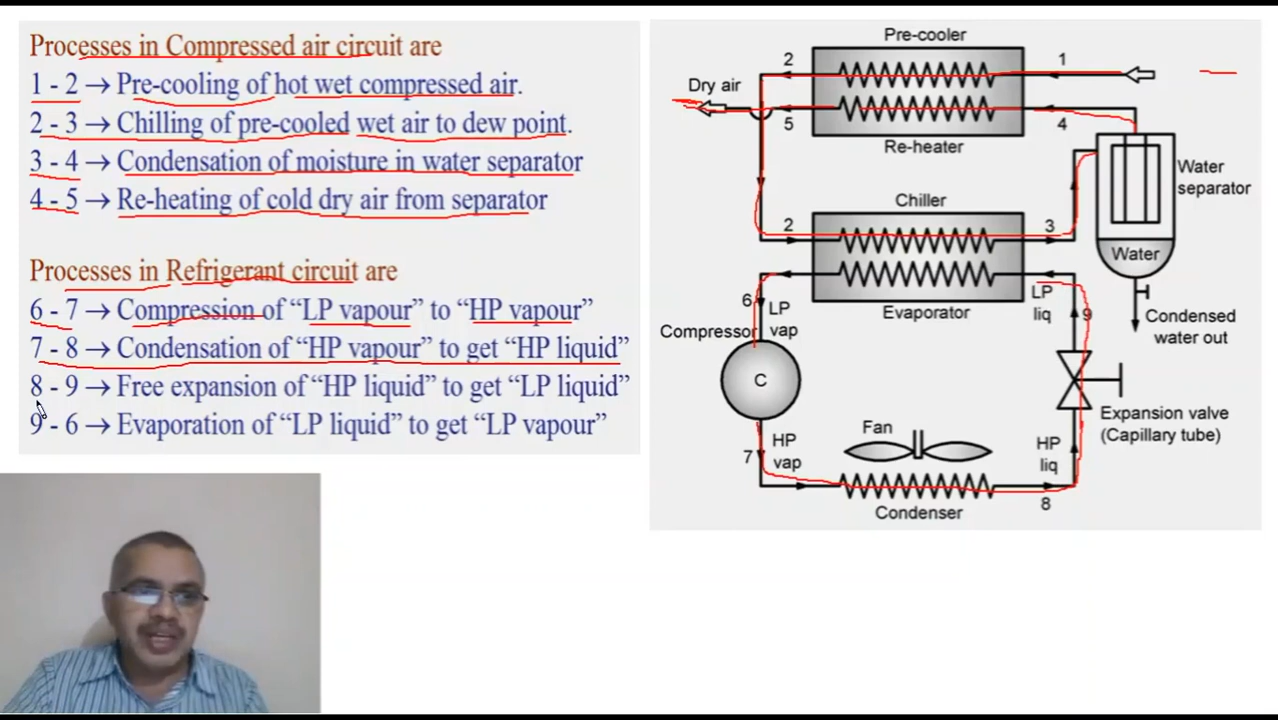 Processes in Compressed air circuit are
1 - 2 → Pre-cooling of hot wet compressed air.
2 - 3 → Chilling of pre-cooled wet air to dew point.
3 - 4 → Condensation of moisture in water separator
4 - 5 → Re-heating of cold dry air from separator
Processes in Refrigerant circuit are
6 - 7 → Compression of “LP vapour” to “HP vapour”
7 - 8 → Condensation of “HP vapour” to get “HP liquid”
8 - 9 → Free expansion of “HP liquid” to get “LP liquid”
9 - 6 → Evaporation of “LP liquid” to get “LP vapour”
Pre-cooler
2
1
Dry air
5
4
Re-heater
Water
separator
Chiller
2
3
Water
6
LP
vap
Evaporator
LP
liq
9
Condensed
water out
Compressor
C
Expansion valve
(Capillary tube)
Fan
7
HP
vap
HP
liq
8
Condenser